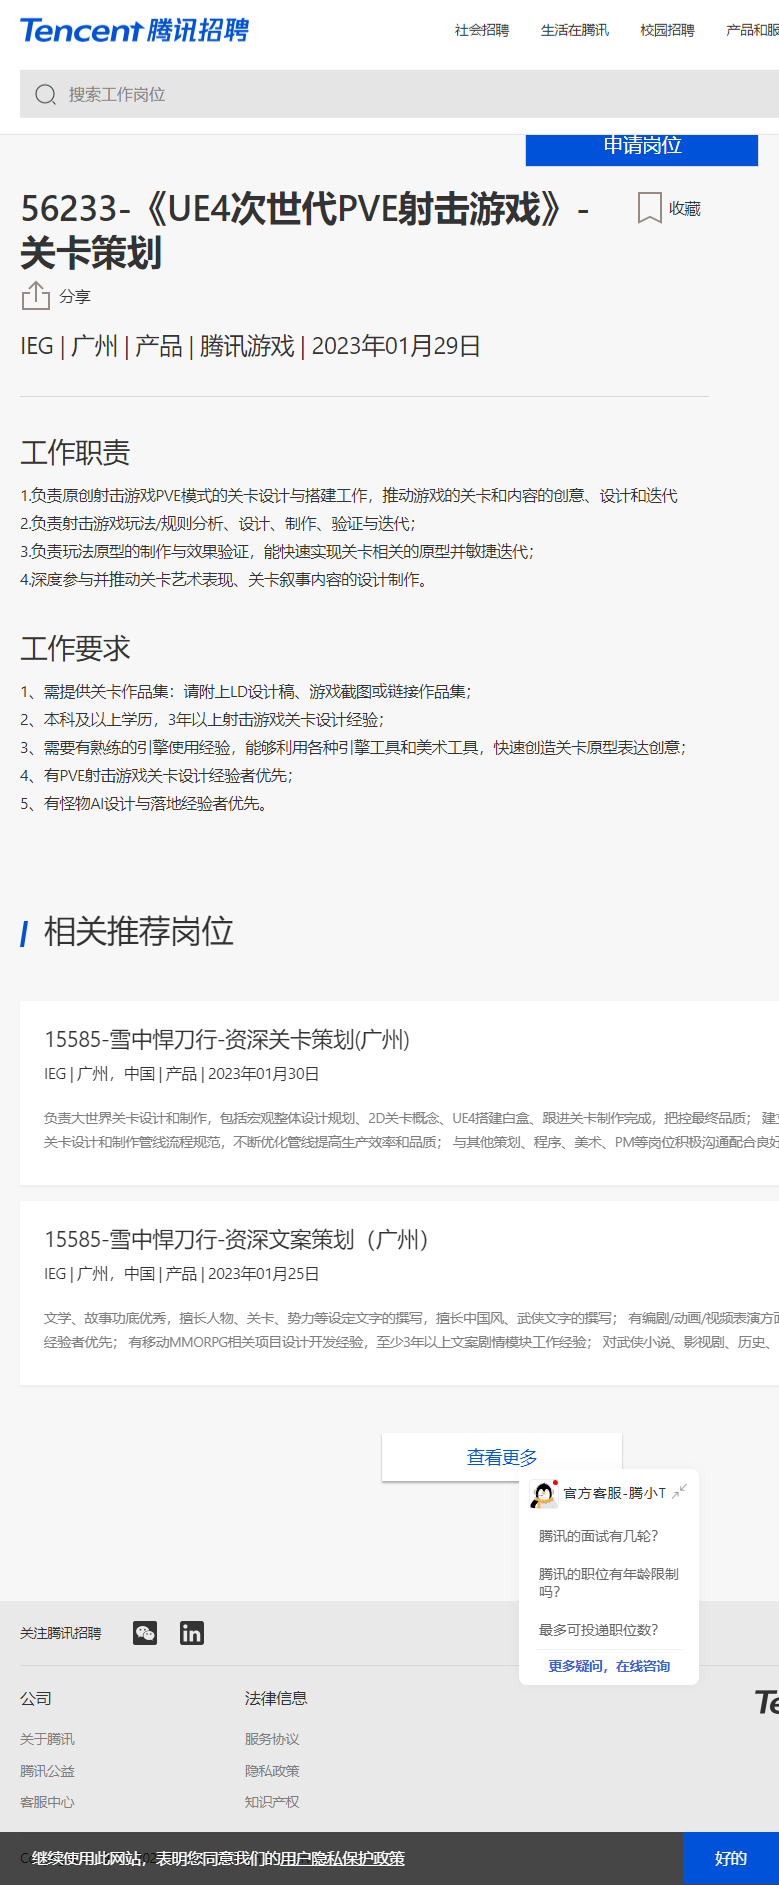 Tencent 腾讯招聘
社会招聘 生活在腾讯 校园招聘 产品和服
搜索工作岗位
申请岗位
56233-《UE4次世代PVE射击游戏》-
关卡策划
收藏
分享
IEG | 广州 | 产品 | 腾讯游戏 | 2023年01月29日
工作职责
1.负责原创射击游戏PVE模式的关卡设计与搭建工作，推动游戏的关卡和内容的创意、设计和迭代
2.负责射击游戏玩法/规则分析、设计、制作、验证与迭代；
3.负责玩法原型的制作与效果验证，能快速实现关卡相关的原型并敏捷迭代；
4.深度参与并推动关卡艺术表现、关卡叙事内容的设计制作。
工作要求
1、需提供关卡作品集：请附上LD设计稿、游戏截图或链接作品集；
2、本科及以上学历，3年以上射击游戏关卡设计经验；
3、需要有熟练的引擎使用经验，能够利用各种引擎工具和美术工具，快速创造关卡原型表达创意；
4、有PVE射击游戏关卡设计经验者优先；
5、有怪物AI设计与落地经验者优先。
相关推荐岗位
15585-雪中悍刀行-资深关卡策划(广州)
IEG | 广州，中国 | 产品 | 2023年01月30日
负责大世界关卡设计和制作，包括宏观整体设计规划、2D关卡概念、UE4搭建白盒、跟进关卡制作完成，把控最终品质； 建立
关卡设计和制作管线流程规范，不断优化管线提高生产效率和品质； 与其他策划、程序、美术、PM等岗位积极沟通配合良好
15585-雪中悍刀行-资深文案策划（广州）
IEG | 广州，中国 | 产品 | 2023年01月25日
文学、故事功底优秀，擅长人物、关卡、势力等设定文字的撰写，擅长中国风、武侠文字的撰写； 有编剧/动画/视频表演方面
经验者优先； 有移动MMORPG相关项目设计开发经验，至少3年以上文案剧情模块工作经验； 对武侠小说、影视剧、历史、
查看更多
官方客服-腾小T
腾讯的面试有几轮？
腾讯的职位有年龄限制
吗？
最多可投递职位数？
更多疑问，在线咨询
关注腾讯招聘
公司 法律信息
Te
关于腾讯 服务协议
腾讯公益 隐私政策
客服中心 知识产权
继续使用此网站，表明您同意我们的用户隐私保护政策
好的